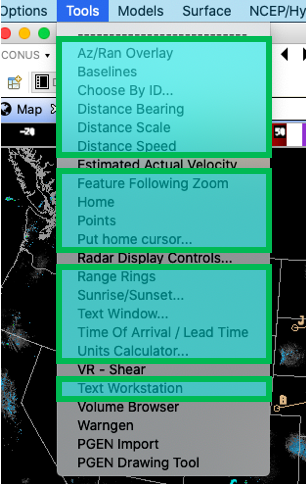 Options Tools Models Surface NCEP/Hy
CONUS
Az/Ran Overlay
Baselines
Choose By ID...
Distance Bearing
Map
Distance Scale
-20
50
Distance Speed
Estimated Actual Velocity
Feature Following Zoom
Home
Points
Put home cursor...
Radar Display Controls...
Range Rings
Sunrise/Sunset...
Text Window...
Time Of Arrival / Lead Time
J
Units Calculator...
VR - Shear
Text Workstation
B
Volume Browser
Warngen
PGEN Import
PGEN Drawing Tool